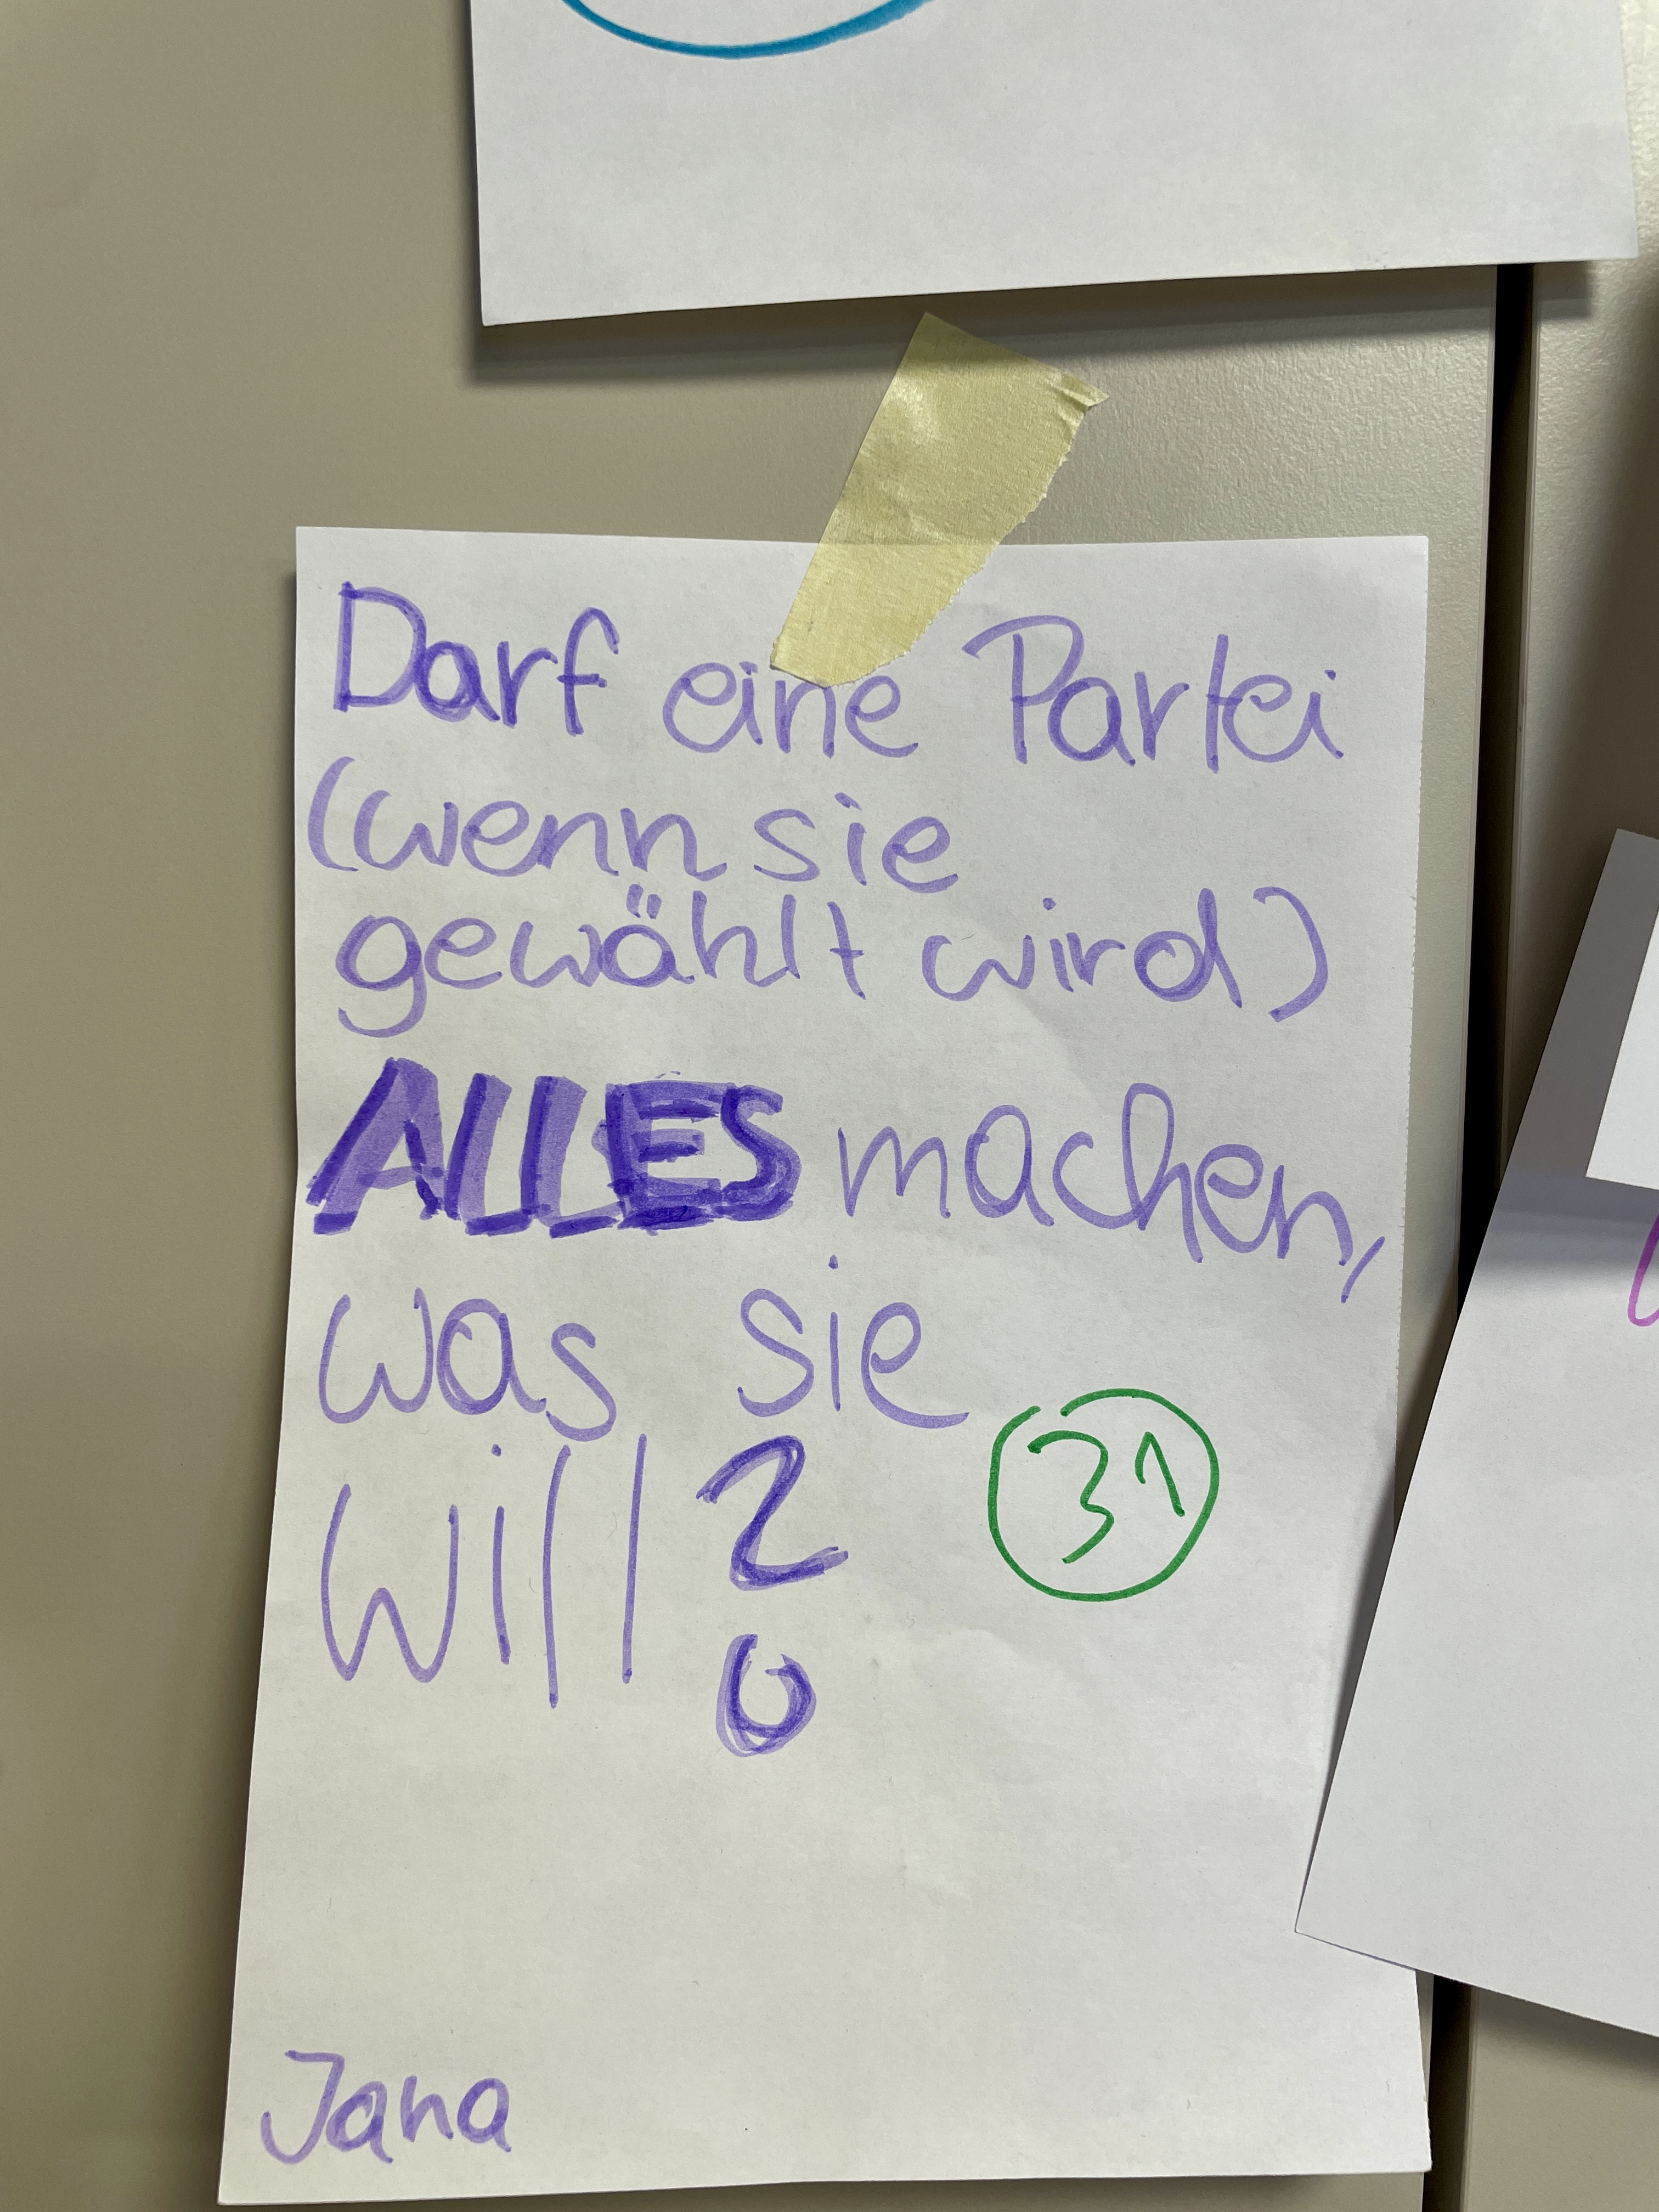 Darf eine Partei
(wenn sie
gewählt wird)
ALLES machen,
was sie
will?
31
Jana